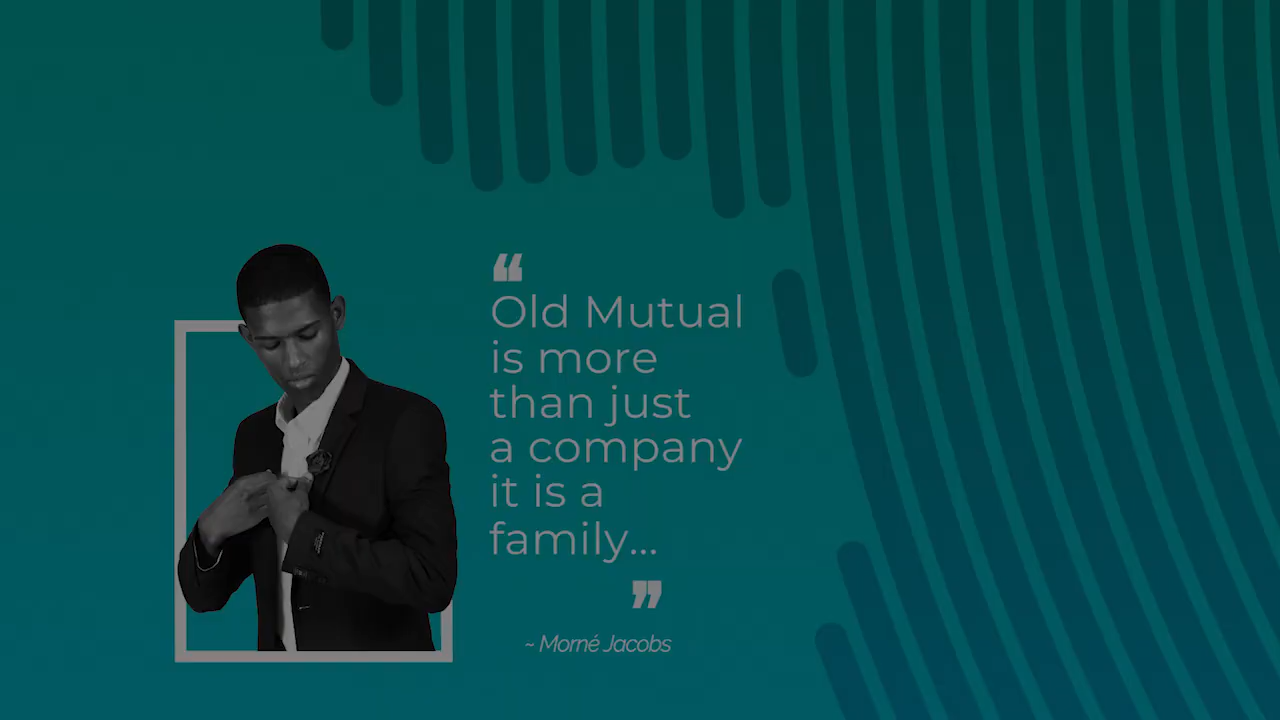 “
Old Mutual
is more
than just
a company
it is a
family...
”
~ Morné Jacobs